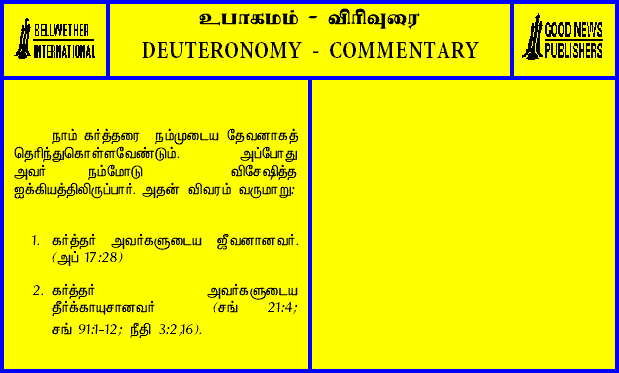 BELLWETHER
INTERNATIONAL
உபாகமம் - விரிவுரை
DEUTERONOMY - COMMENTARY
GOOD NEWS
PUBLISHERS
நாம் கர்த்தரை நம்முடைய தேவனாகத்
தெரிந்துகொள்ளவேண்டும். அப்போது
அவர் நம்மோடு விசேஷித்த
ஐக்கியத்திலிருப்பார். அதன் விவரம் வருமாறு:
1. கர்த்தர் அவர்களுடைய ஜீவனானவர்.
(அப் 17:28)
2. கர்த்தர் அவர்களுடைய
தீர்க்காயுசானவர் (சங் 21:4;
சங் 91:1-12; நீதி 3:2,16).